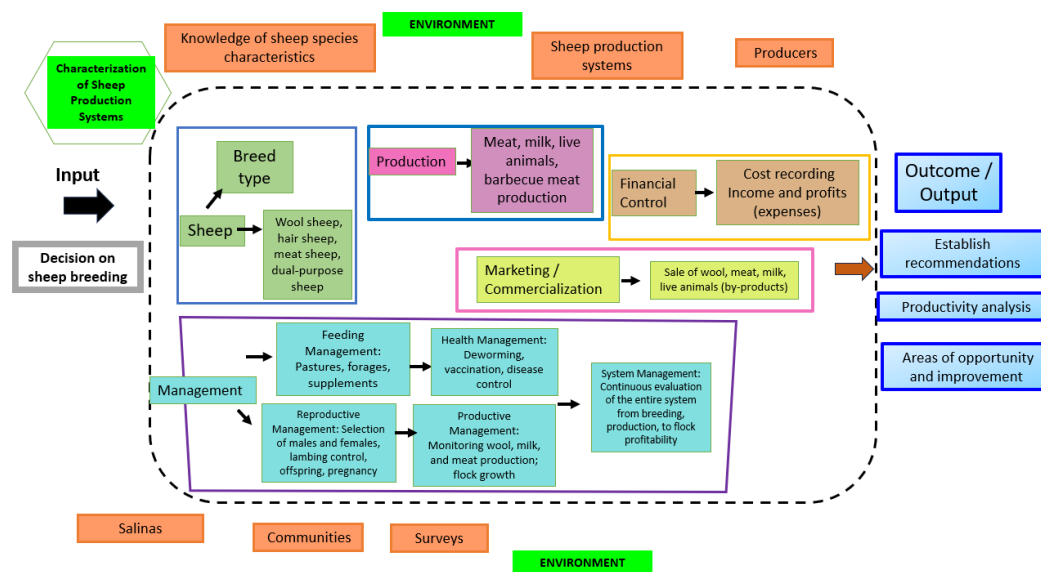 ENVIRONMENT
Knowledge of sheep species
characteristics
Sheep production
systems
Producers
Characterization
of Sheep
Production
Systems
Input
Decision on
sheep breeding
Breed
type
Sheep
Wool sheep,
hair sheep,
meat sheep,
dual-purpose
sheep
Production
Meat, milk, live
animals,
barbecue meat
production
Financial
Control
Cost recording
Income and profits
(expenses)
Marketing /
Commercialization
Sale of wool, meat, milk,
live animals (by-products)
Management
Feeding
Management:
Pastures, forages,
supplements
Health Management:
Deworming,
vaccination, disease
control
Reproductive
Management: Selection
of males and females,
lambing control,
offspring, pregnancy
Productive
Management:
Monitoring wool, milk,
and meat production;
flock growth
System Management:
Continuous evaluation
of the entire system
from breeding,
production, to flock
profitability
Outcome /
Output
Establish
recommendations
Productivity analysis
Areas of opportunity
and improvement
Salinas
Communities
Surveys
ENVIRONMENT